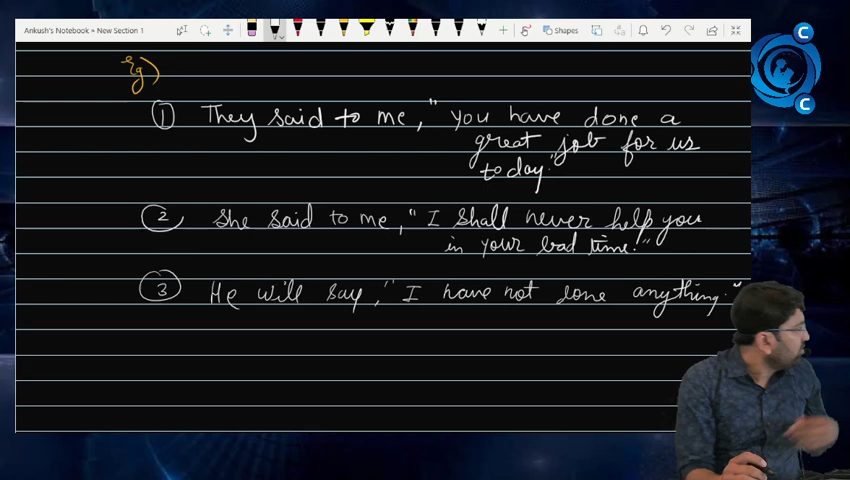 Ankush's Notebook > New Section 1
Shapes
Eg)
① They said to me, "you have done a
great job for us
today."
② She said to me, "I shall never help you
in your bad time."
③ He will say, "I have not done anything."
C
C